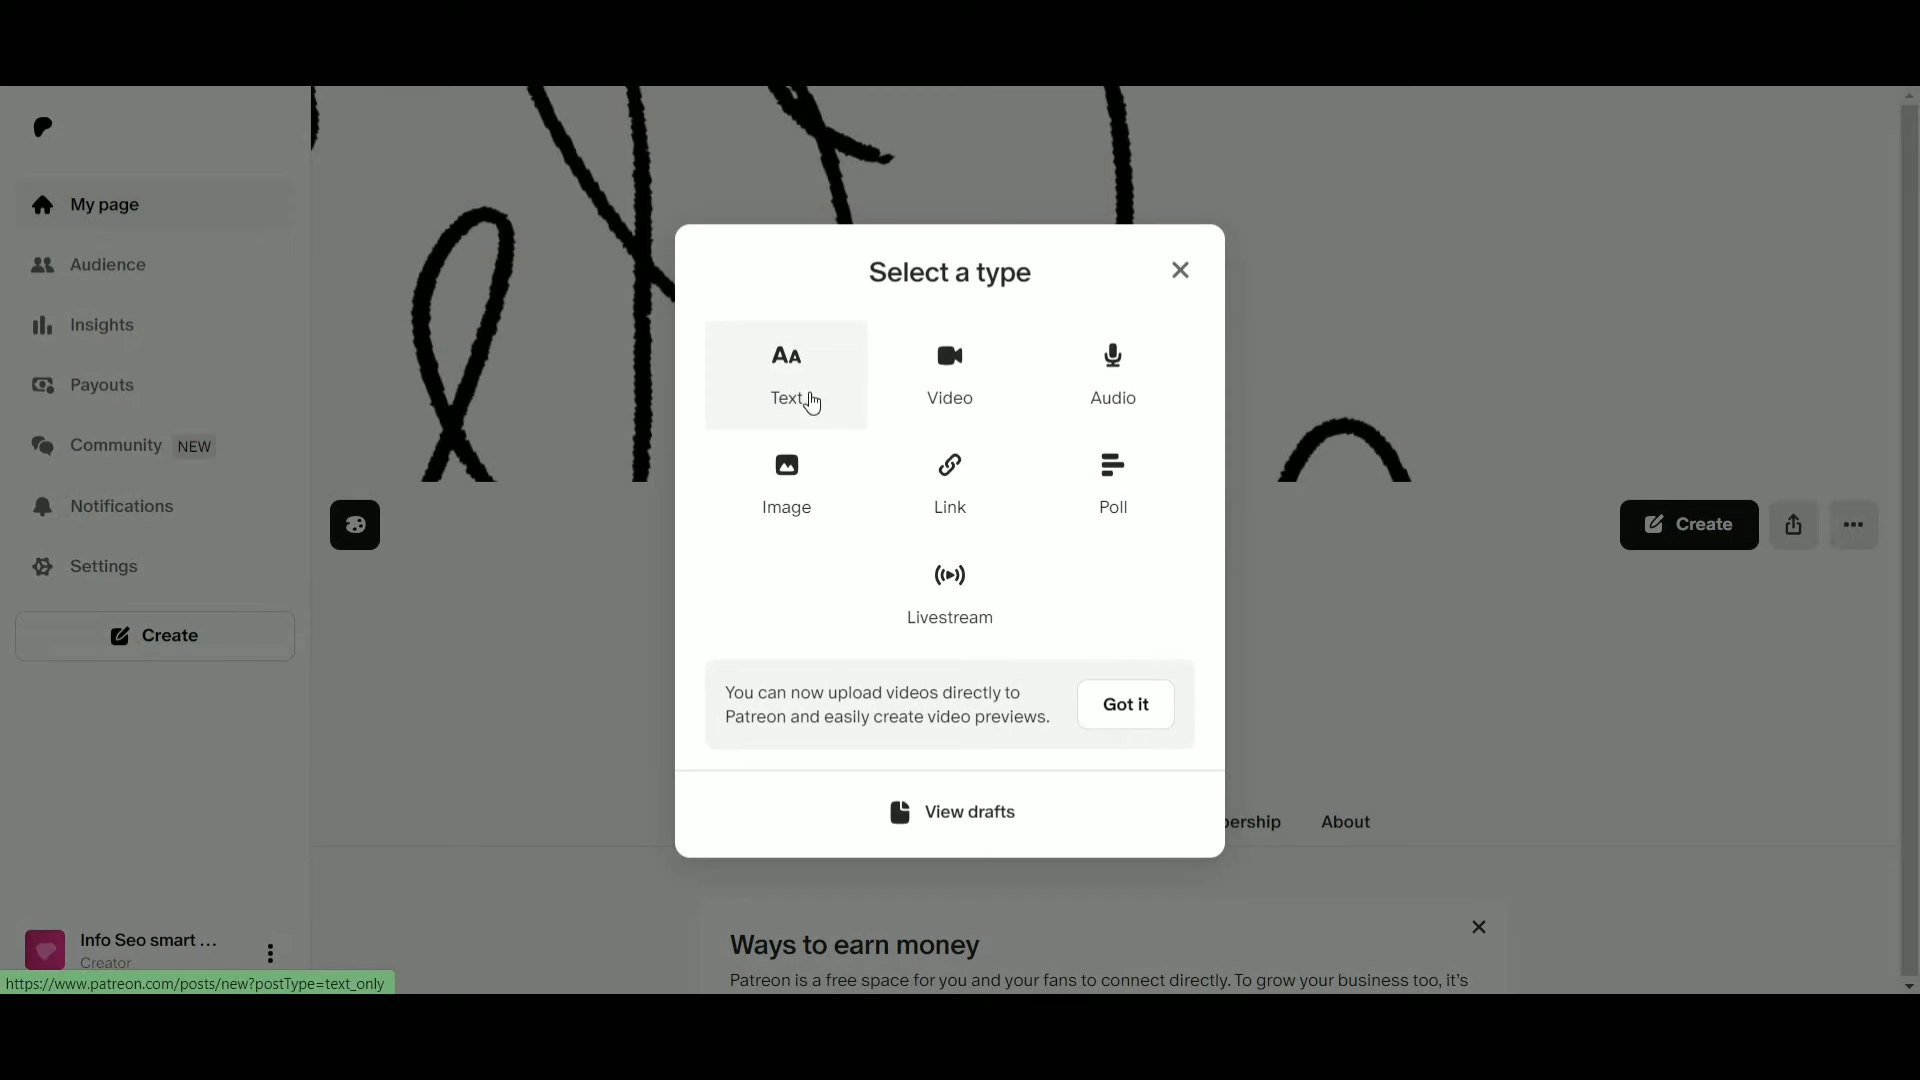 My page
Audience
Insights
Payouts
Community NEW
Notifications
Settings
Create
Info Seo smart ...
Creator
https://www.patreon.com/posts/new?postType=text_only
Select a type
AA
Text
Video
Audio
Image
Link
Poll
Livestream
You can now upload videos directly to
Patreon and easily create video previews.
Got it
View drafts
Create
bership
About
Ways to earn money
Patreon is a free space for you and your fans to connect directly. To grow your business too, it's